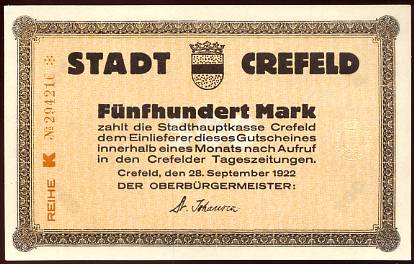 STADT CREFELD
Fünfhundert Mark
zahlt die Stadthauptkasse Crefeld
dem Einlieferer dieses Gutscheines
innerhalb eines Monats nach Aufruf
in den Crefelder Tageszeitungen.
Crefeld, den 28. September 1922
DER OBERBÜRGERMEISTER:
REIHE K № 294210 *